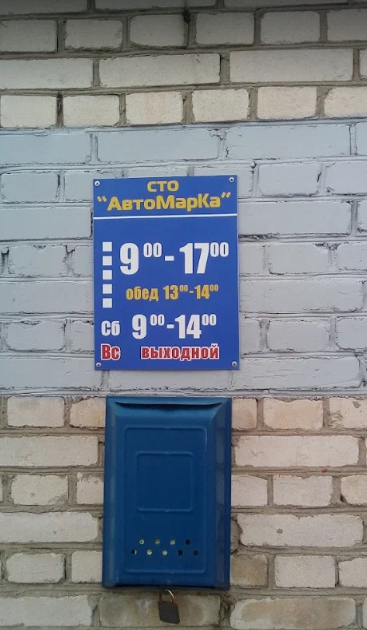 СТО
"АвтоМарКа"
9⁰⁰-17⁰⁰
обед 13⁰⁰-14⁰⁰
Сб 9⁰⁰-14⁰⁰
Вс выходной